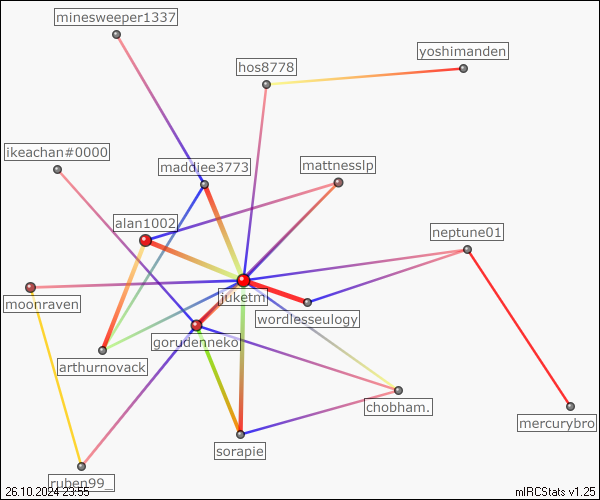 minesweeper1337
yoshimanden
hos8778
ikeachan#0000
maddiee3773
mattnesslp
alan1002
neptune01
juketm
moonraven
wordlesseulogy
gorudenneko
arthurnovack
chobham.
mercurybro
sorapie
ruben99_
26.10.2024 23:55
mIRCStats v1.25